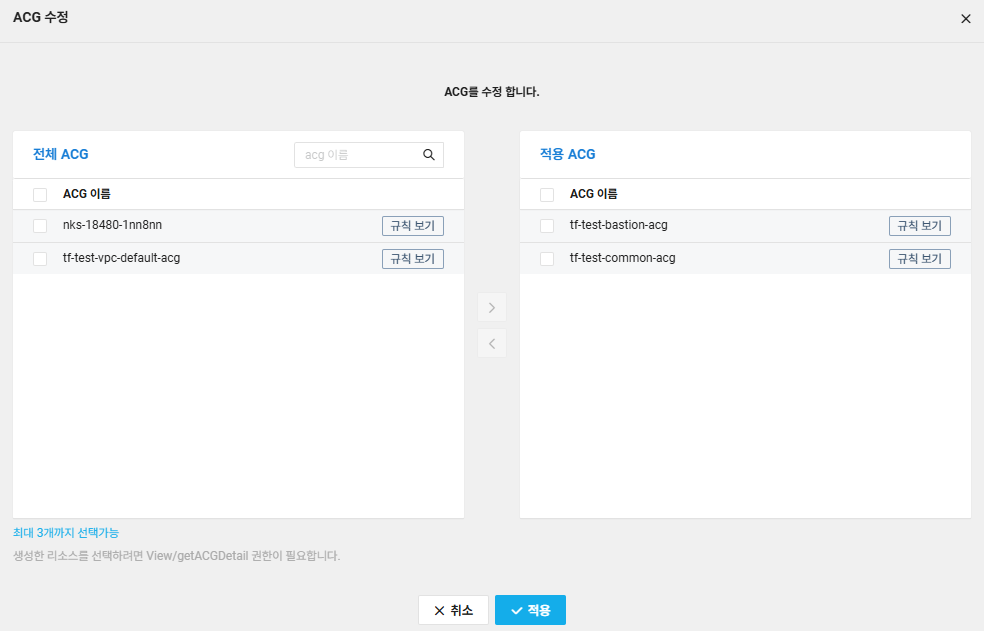 ACG 수정
ACG를 수정 합니다.
전체 ACG
acg 이름
ACG 이름
nks-18480-1nn8nn
규칙 보기
tf-test-vpc-default-acg
규칙 보기
적용 ACG
ACG 이름
tf-test-bastion-acg
규칙 보기
tf-test-common-acg
규칙 보기
최대 3개까지 선택가능
생성한 리소스를 선택하려면 View/getACGDetail 권한이 필요합니다.
취소
적용